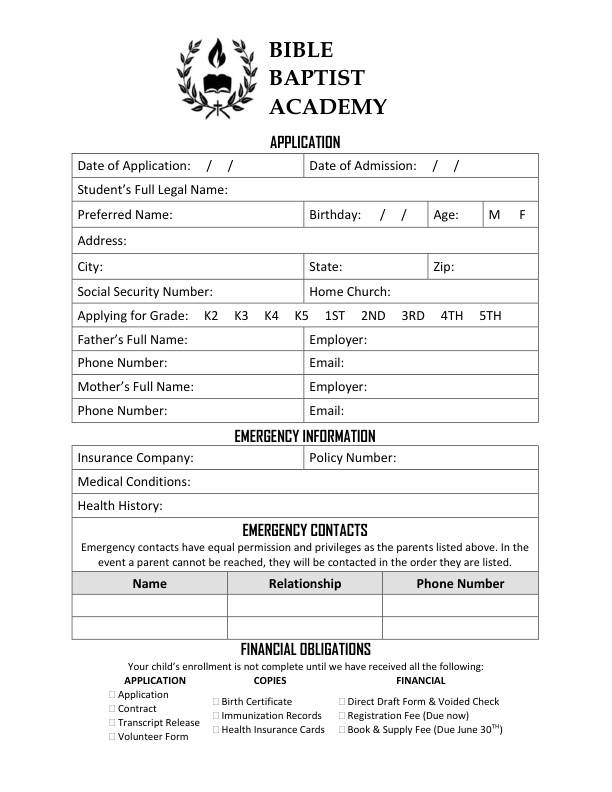 BIBLE
BAPTIST
ACADEMY
APPLICATION
Date of Application: / / Date of Admission: / /
Student's Full Legal Name:
Preferred Name: Birthday: / / Age: M F
Address:
City: State: Zip:
Social Security Number: Home Church:
Applying for Grade: K2 K3 K4 K5 1ST 2ND 3RD 4TH 5TH
Father's Full Name: Employer:
Phone Number: Email:
Mother's Full Name: Employer:
Phone Number: Email:
EMERGENCY INFORMATION
Insurance Company: Policy Number:
Medical Conditions:
Health History:
EMERGENCY CONTACTS
Emergency contacts have equal permission and privileges as the parents listed above. In the
event a parent cannot be reached, they will be contacted in the order they are listed.
Name Relationship Phone Number
FINANCIAL OBLIGATIONS
Your child's enrollment is not complete until we have received all the following:
APPLICATION COPIES FINANCIAL
☐ Application
☐ Contract
☐ Transcript Release
☐ Volunteer Form
☐ Birth Certificate
☐ Immunization Records
☐ Health Insurance Cards
☐ Direct Draft Form & Voided Check
☐ Registration Fee (Due now)
☐ Book & Supply Fee (Due June 30TH)